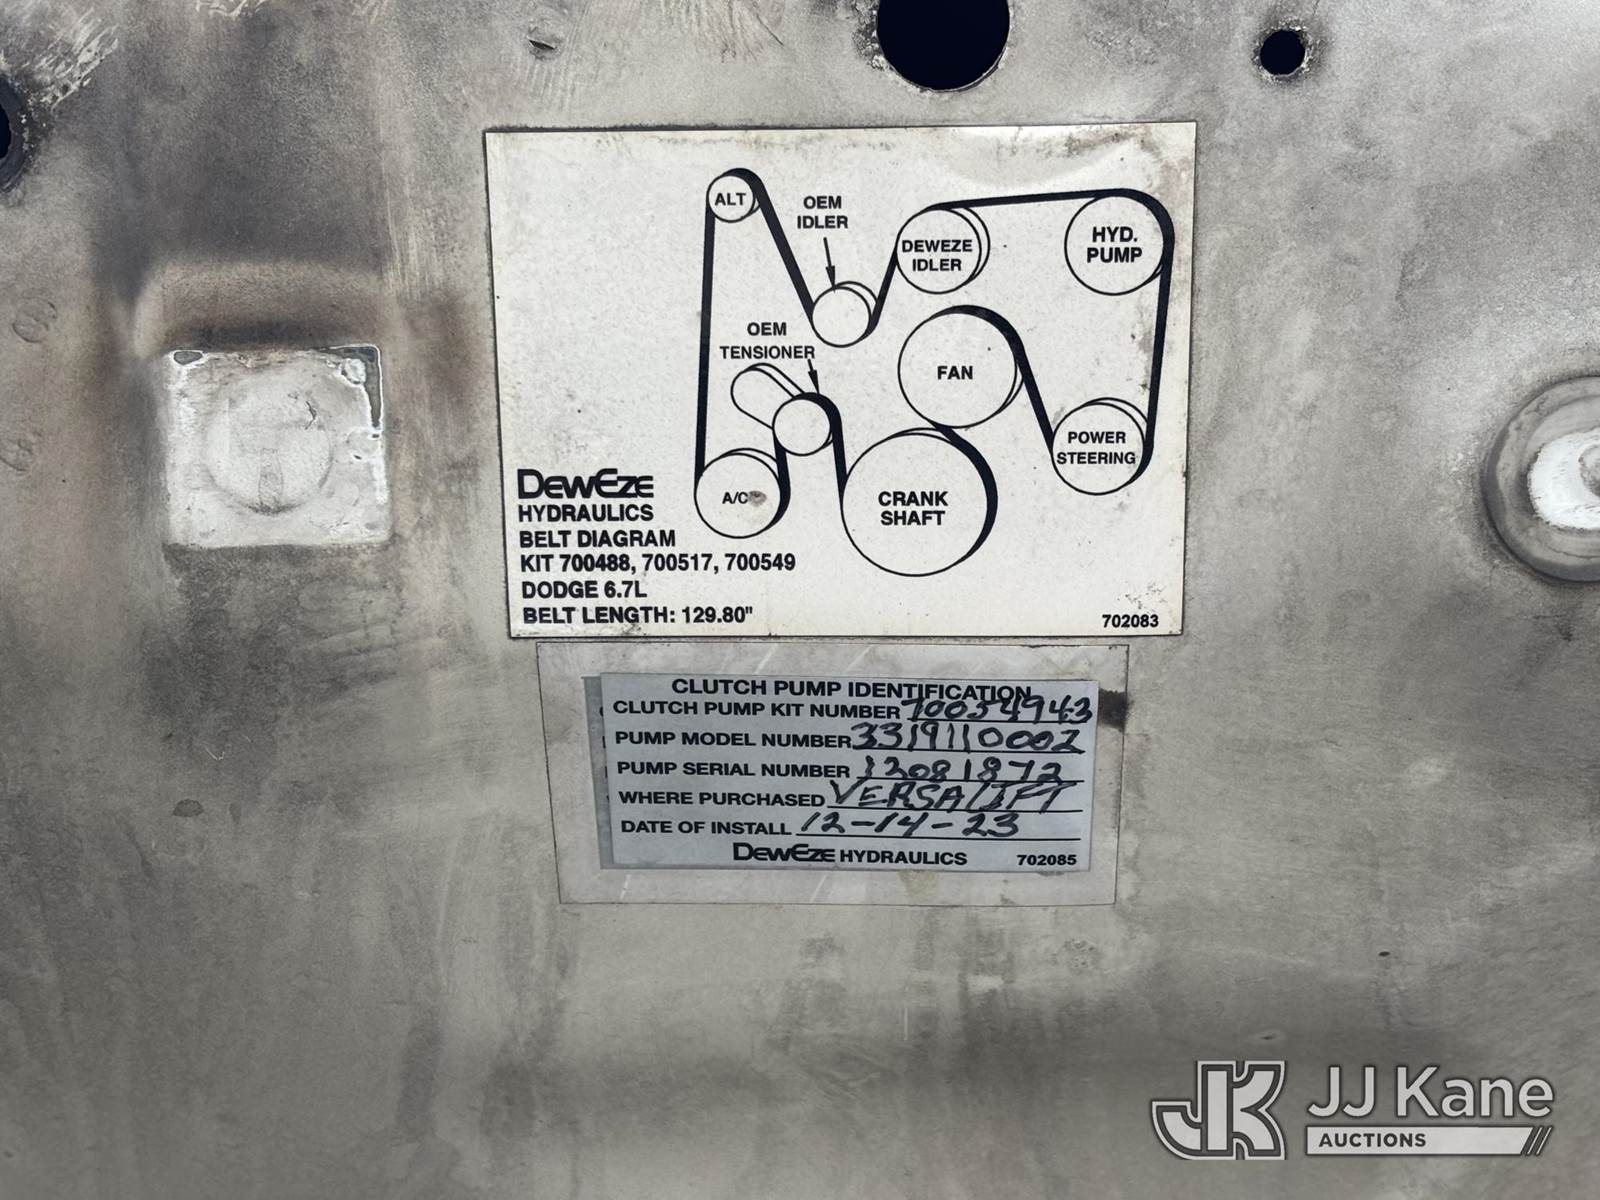 ALT
OEM
IDLER
DEWEZE
IDLER
HYD.
PUMP
OEM
TENSIONER
FAN
POWER
STEERING
A/C
CRANK
SHAFT
DEWEZE
HYDRAULICS
BELT DIAGRAM
KIT 700488, 700517, 700549
DODGE 6.7L
BELT LENGTH: 129.80"
702083
CLUTCH PUMP IDENTIFICATION
CLUTCH PUMP KIT NUMBER 70054943
PUMP MODEL NUMBER 3319110002
PUMP SERIAL NUMBER 12081872
WHERE PURCHASED VERSALIFT
DATE OF INSTALL 12-14-23
DEWEZE HYDRAULICS 702085
JK JJ Kane
AUCTIONS